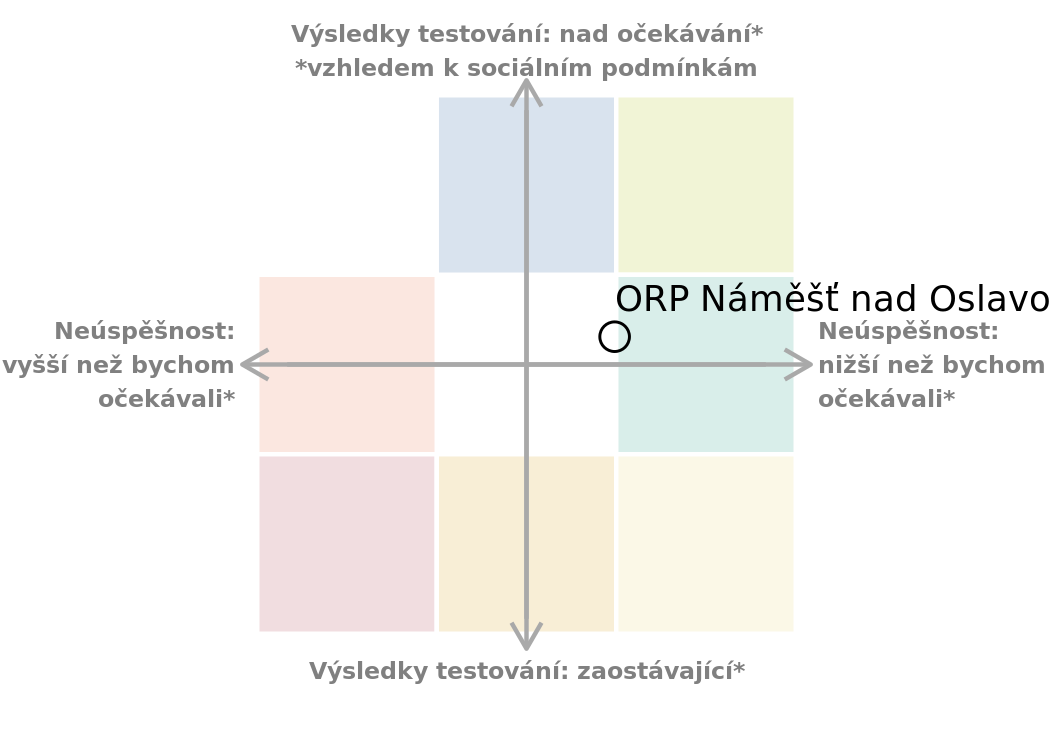 Výsledky testování: nad očekávání*
*vzhledem k sociálním podmínkám
ORP Náměšť nad Oslavo
Neúspěšnost:
vyšší než bychom
očekávali*
Neúspěšnost:
nižší než bychom
očekávali*
Výsledky testování: zaostávající*